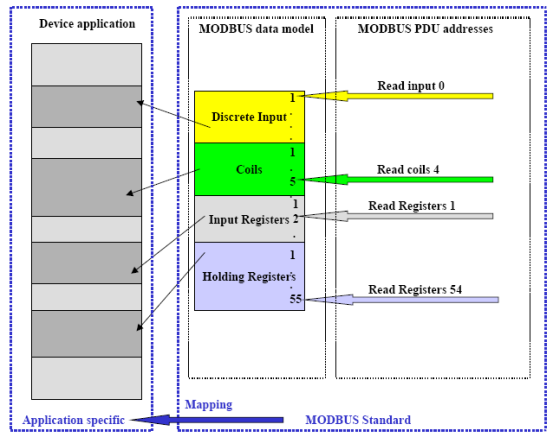 Device application
MODBUS data model
MODBUS PDU addresses
Read input 0
1
.
Discrete Input
.
.
1
.
Read coils 4
Coils
.
5
1
Read Registers 1
Input Registers 2
.
1
.
Holding Registers
.
Read Registers 54
55
Mapping
Application specific
MODBUS Standard